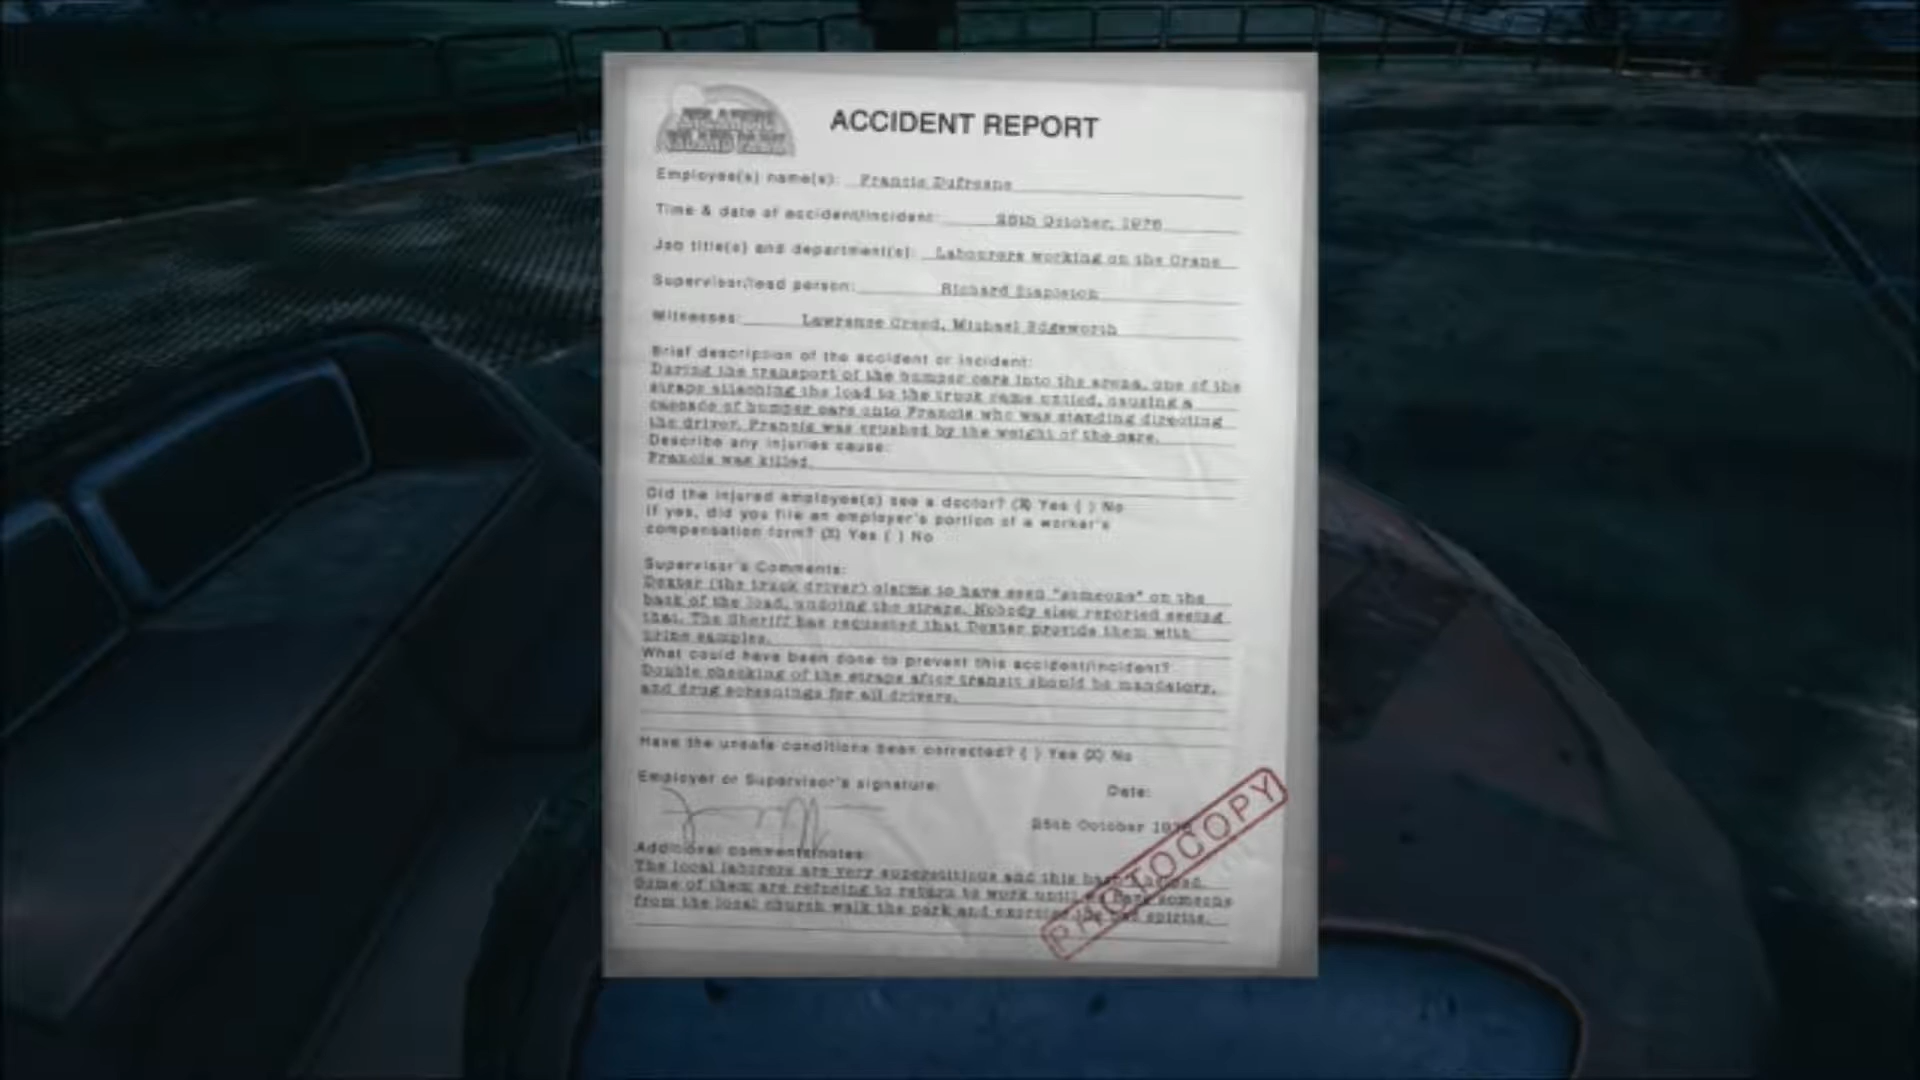 ATLANTIC
ISLAND PARK
ACCIDENT REPORT
Employee(s) name(s): Francis Dufresne
Time & date of accident/incident: 25th October, 1976
Job title(s) and department(s): Labourers working on the Crane
Supervisor/lead person: Richard Stapleton
Witnesses: Lawrence Creed, Michael Edgeworth
Brief description of the accident or incident:
During the transport of the bumper cars into the arena, one of the
straps attaching the load to the truck came untied, causing a
cascade of bumper cars onto Francis who was standing directing
the driver. Francis was crushed by the weight of the cars.
Describe any injuries cause:
Francis was killed.
Did the injured employee(s) see a doctor? (X) Yes ( ) No
If yes, did you file an employer's portion of a worker's
compensation form? (X) Yes ( ) No
Supervisor's Comments:
Dexter (the truck driver) claims to have seen "someone" on the
back of the load, undoing the straps. Nobody else reported seeing
that. The Sheriff has requested that Dexter provide them with
urine samples.
What could have been done to prevent this accident/incident?
Double checking of the straps after transit should be mandatory,
and drug screenings for all drivers.
Have the unsafe conditions been corrected? ( ) Yes (X) No
Employer or Supervisor's signature:
Date:
25th October 197
Additional comments/notes:
The local laborers are very superstitious and this has
Some of them are refusing to return to work until have someone
from the local church walk the park and exorcise spirits.
PHOTOCOPY